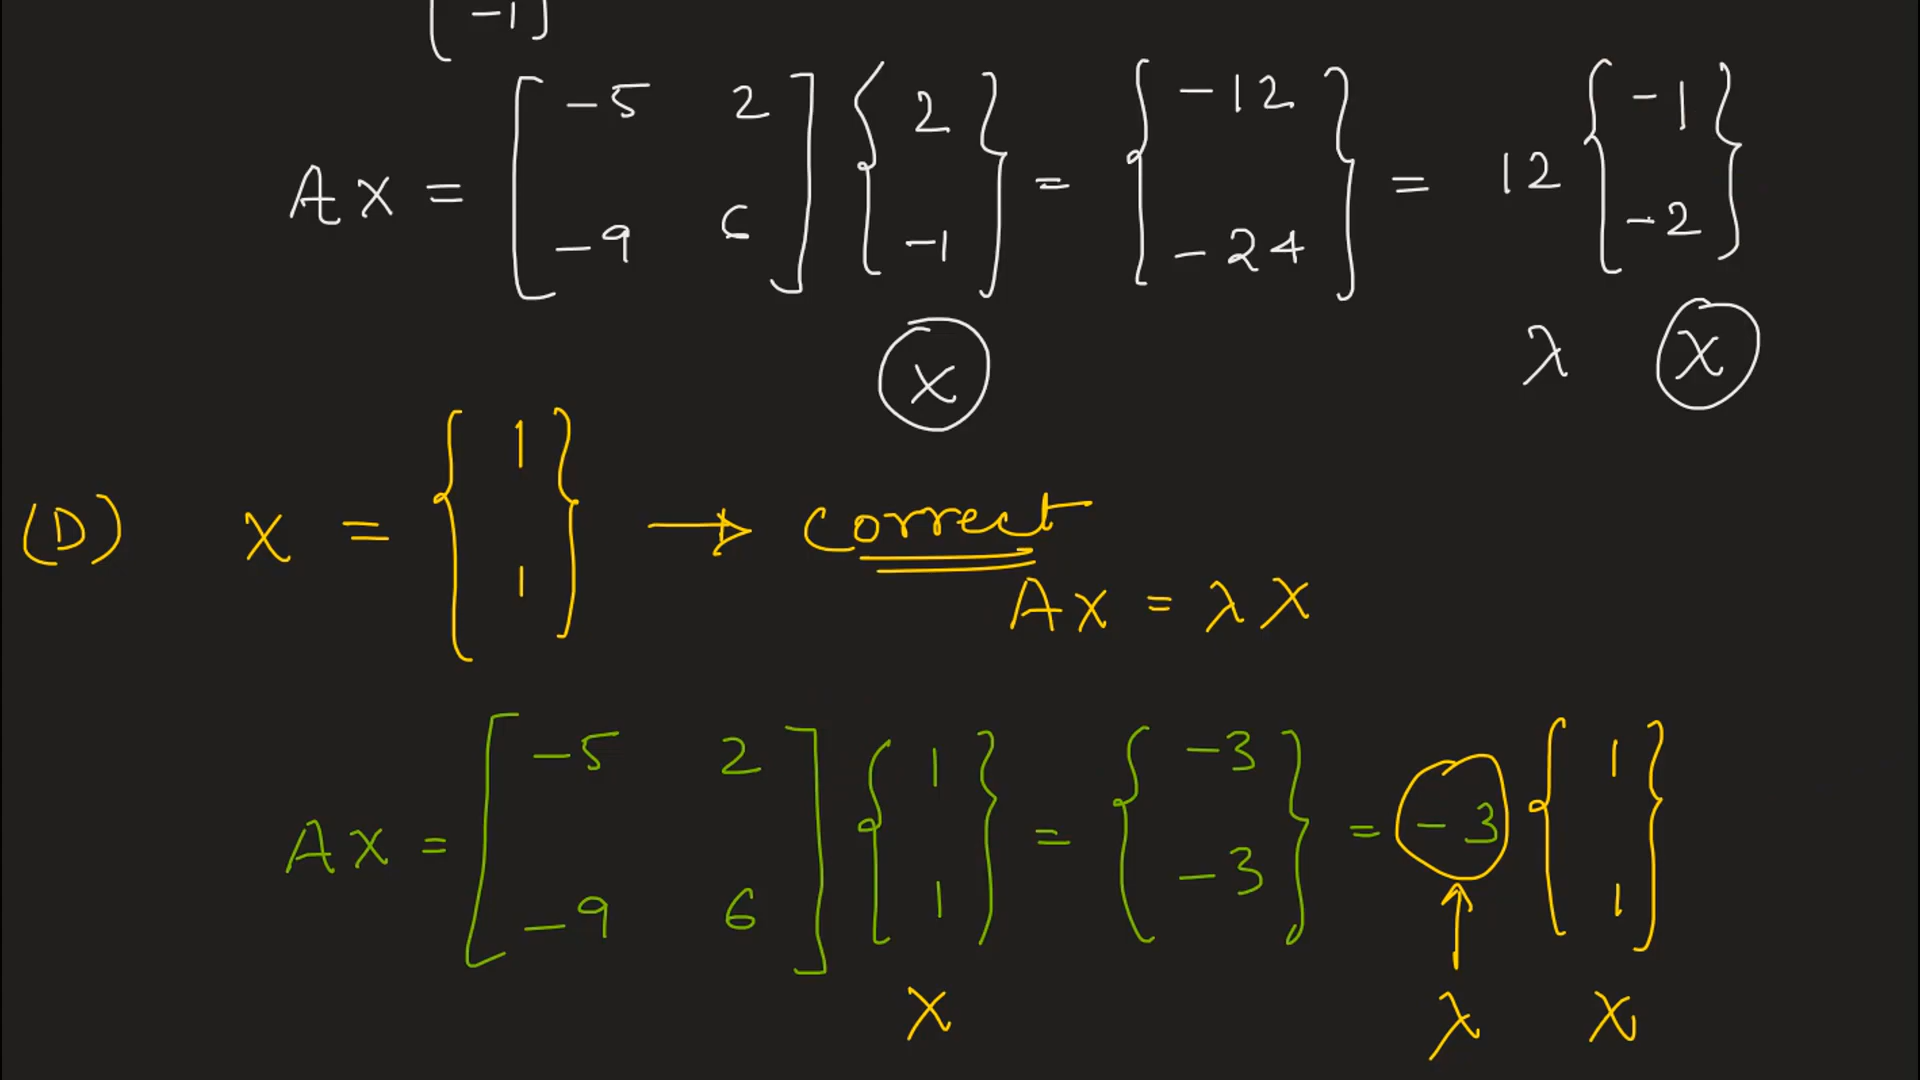 -1
AX = [ -5 2 ; -9 6 ] { 2 ; -1 } = { -12 ; -24 } = 12 { -1 ; -2 }
X λ X
(D) X = { 1 ; 1 } → Correct
AX = λ X
AX = [ -5 2 ; -9 6 ] { 1 ; 1 } = { -3 ; -3 } = -3 { 1 ; 1 }
X λ X